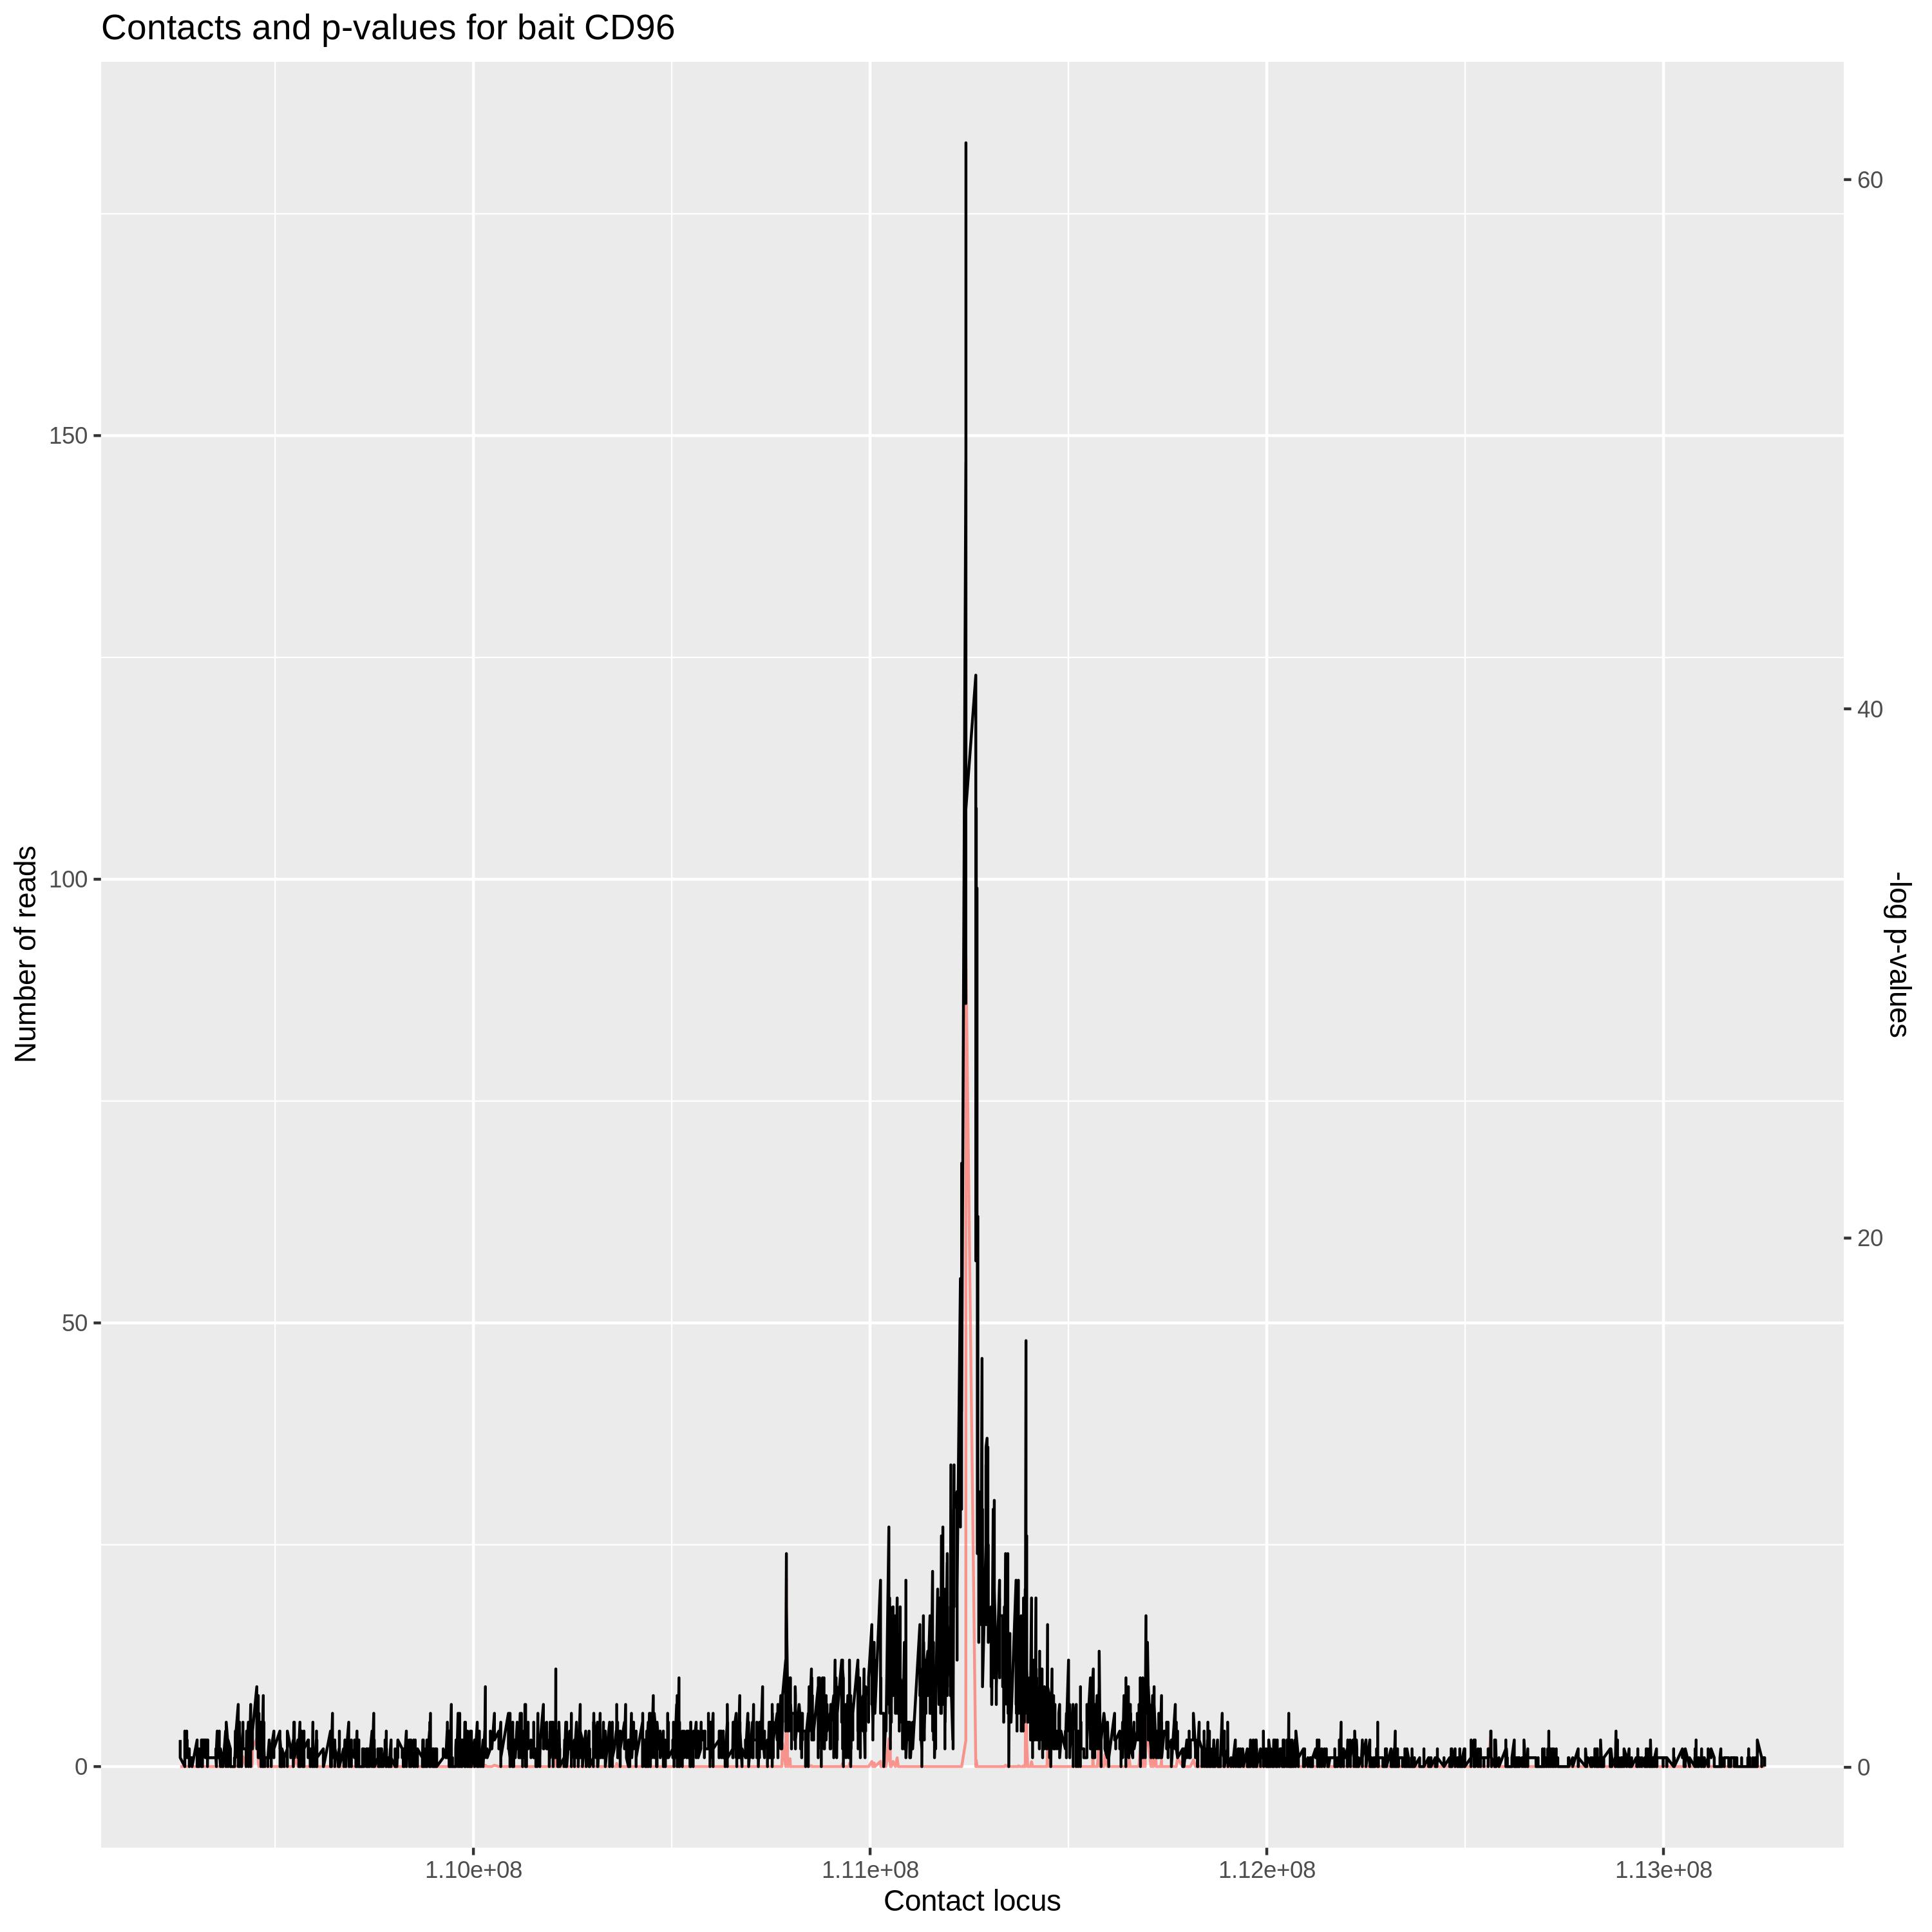 Contacts and p-values for bait CD96
150
100
50
0
Number of reads
60
40
20
0
-log p-values
1.10e+08
1.11e+08
1.12e+08
1.13e+08
Contact locus